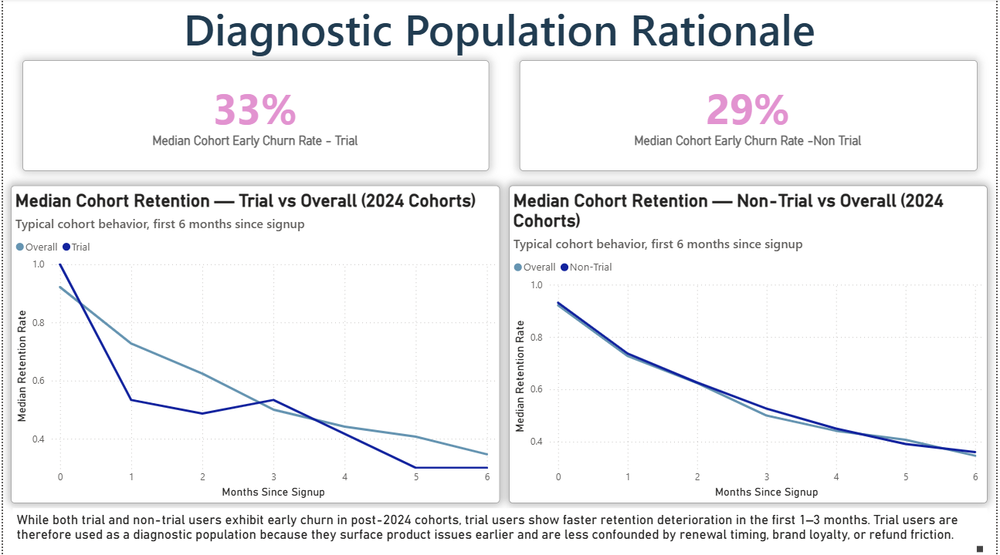 Diagnostic Population Rationale
33%
Median Cohort Early Churn Rate - Trial
29%
Median Cohort Early Churn Rate -Non Trial
Median Cohort Retention — Trial vs Overall (2024 Cohorts)
Typical cohort behavior, first 6 months since signup
Overall Trial
1.0
0.8
0.6
0.4
Median Retention Rate
0 1 2 3 4 5 6
Months Since Signup
Median Cohort Retention — Non-Trial vs Overall (2024
Cohorts)
Typical cohort behavior, first 6 months since signup
Overall Non-Trial
1.0
0.8
0.6
0.4
Median Retention Rate
0 1 2 3 4 5 6
Months Since Signup
While both trial and non-trial users exhibit early churn in post-2024 cohorts, trial users show faster retention deterioration in the first 1–3 months. Trial users are
therefore used as a diagnostic population because they surface product issues earlier and are less confounded by renewal timing, brand loyalty, or refund friction.